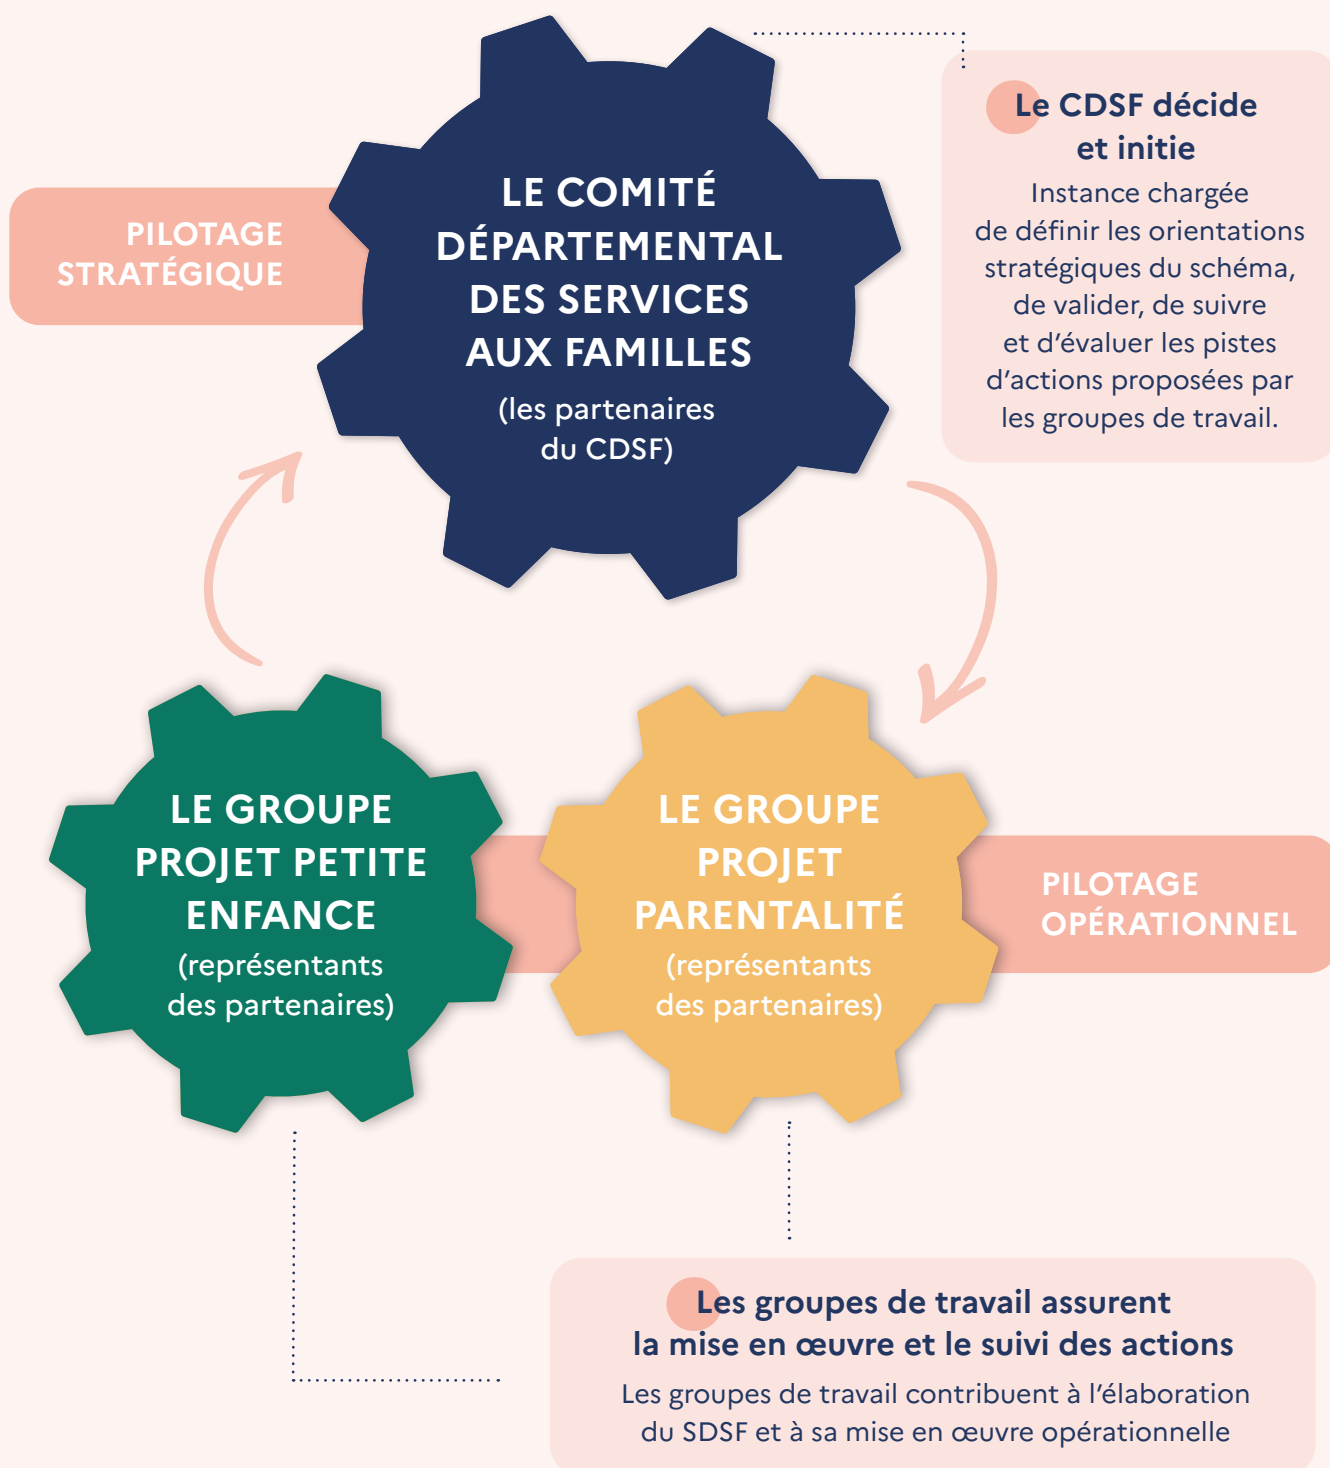 PILOTAGE
STRATÉGIQUE
LE COMITÉ
DÉPARTEMENTAL
DES SERVICES
AUX FAMILLES
(les partenaires
du CDSF)
Le CDSF décide
et initie
Instance chargée
de définir les orientations
stratégiques du schéma,
de valider, de suivre
et d’évaluer les pistes
d’actions proposées par
les groupes de travail.
LE GROUPE
PROJET PETITE
ENFANCE
(représentants
des partenaires)
LE GROUPE
PROJET
PARENTALITÉ
(représentants
des partenaires)
PILOTAGE
OPÉRATIONNEL
Les groupes de travail assurent
la mise en œuvre et le suivi des actions
Les groupes de travail contribuent à l’élaboration
du SDSF et à sa mise en œuvre opérationnelle